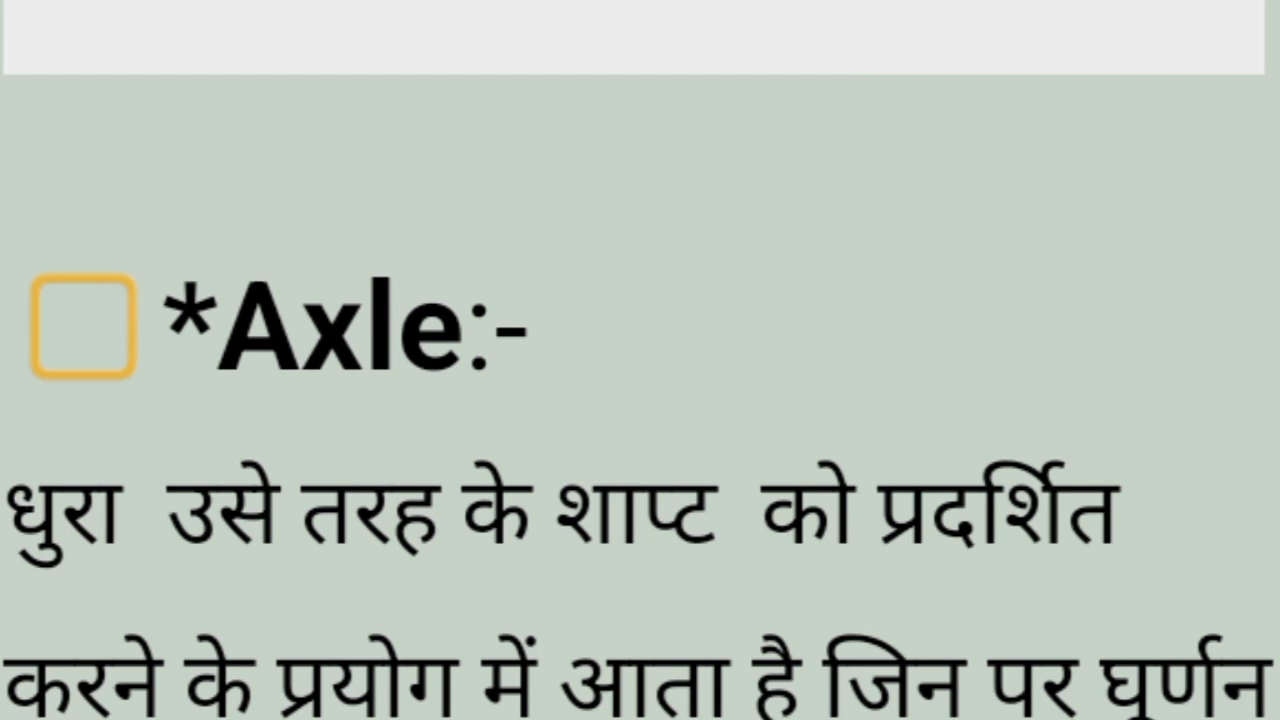 *Axle:-
धुरा उसे तरह के शाप्ट को प्रदर्शित
करने के प्रयोग में आता है जिन पर घूर्णन